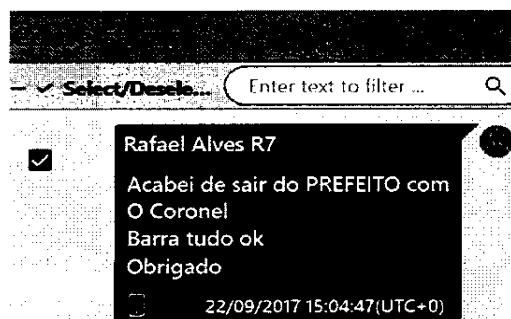 Select/Desele...
Enter text to filter ...
Rafael Alves R7
Acabei de sair do PREFEITO com
O Coronel
Barra tudo ok
Obrigado
22/09/2017 15:04:47(UTC+0)